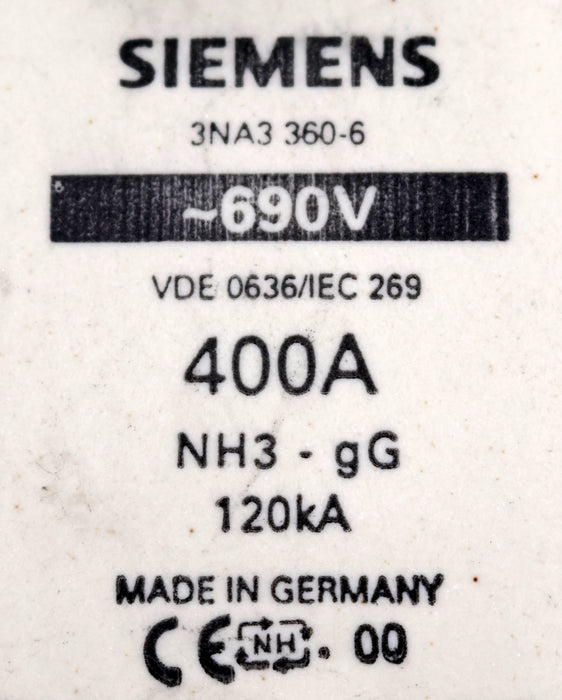 SIEMENS
3NA3 360-6
~690V
VDE 0636/IEC 269
400A
NH3 - gG
120kA
MADE IN GERMANY
CE NH . 00